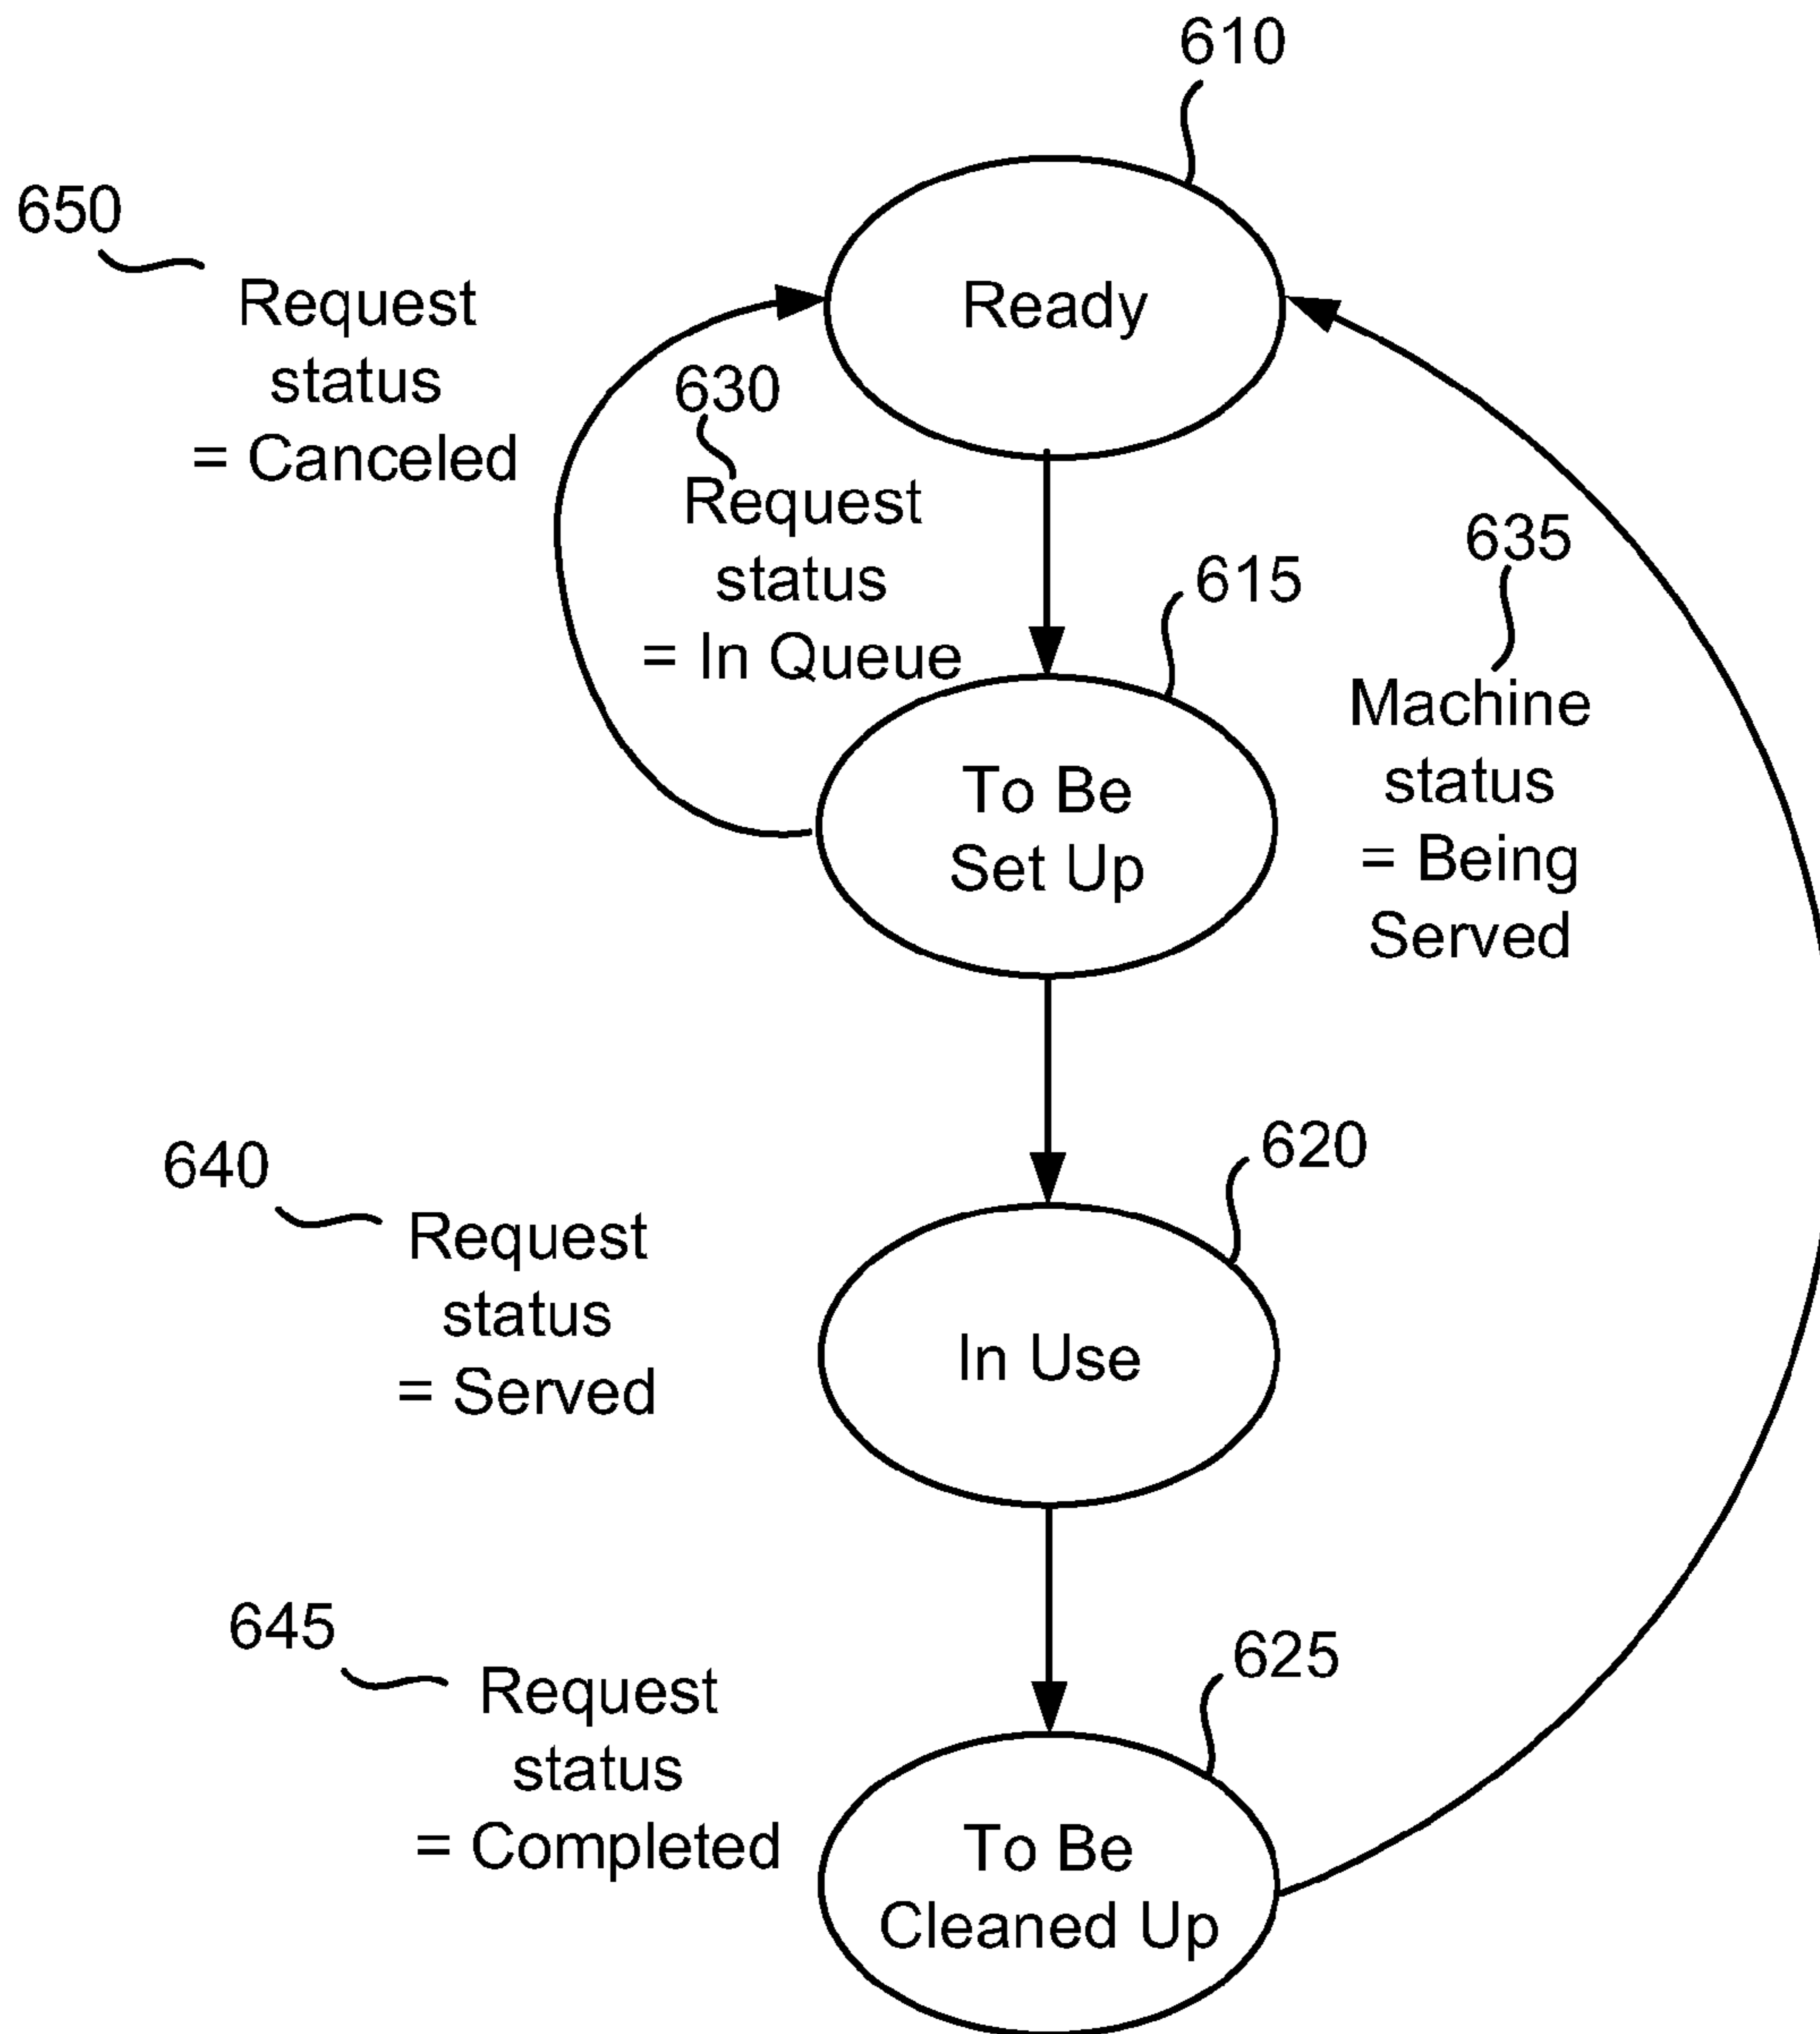 610
650
Request
status
= Canceled
Ready
630
Request
status
= In Queue
615
635
Machine
status
= Being
Served
To Be
Set Up
640
Request
status
= Served
620
In Use
645
Request
status
= Completed
625
To Be
Cleaned Up